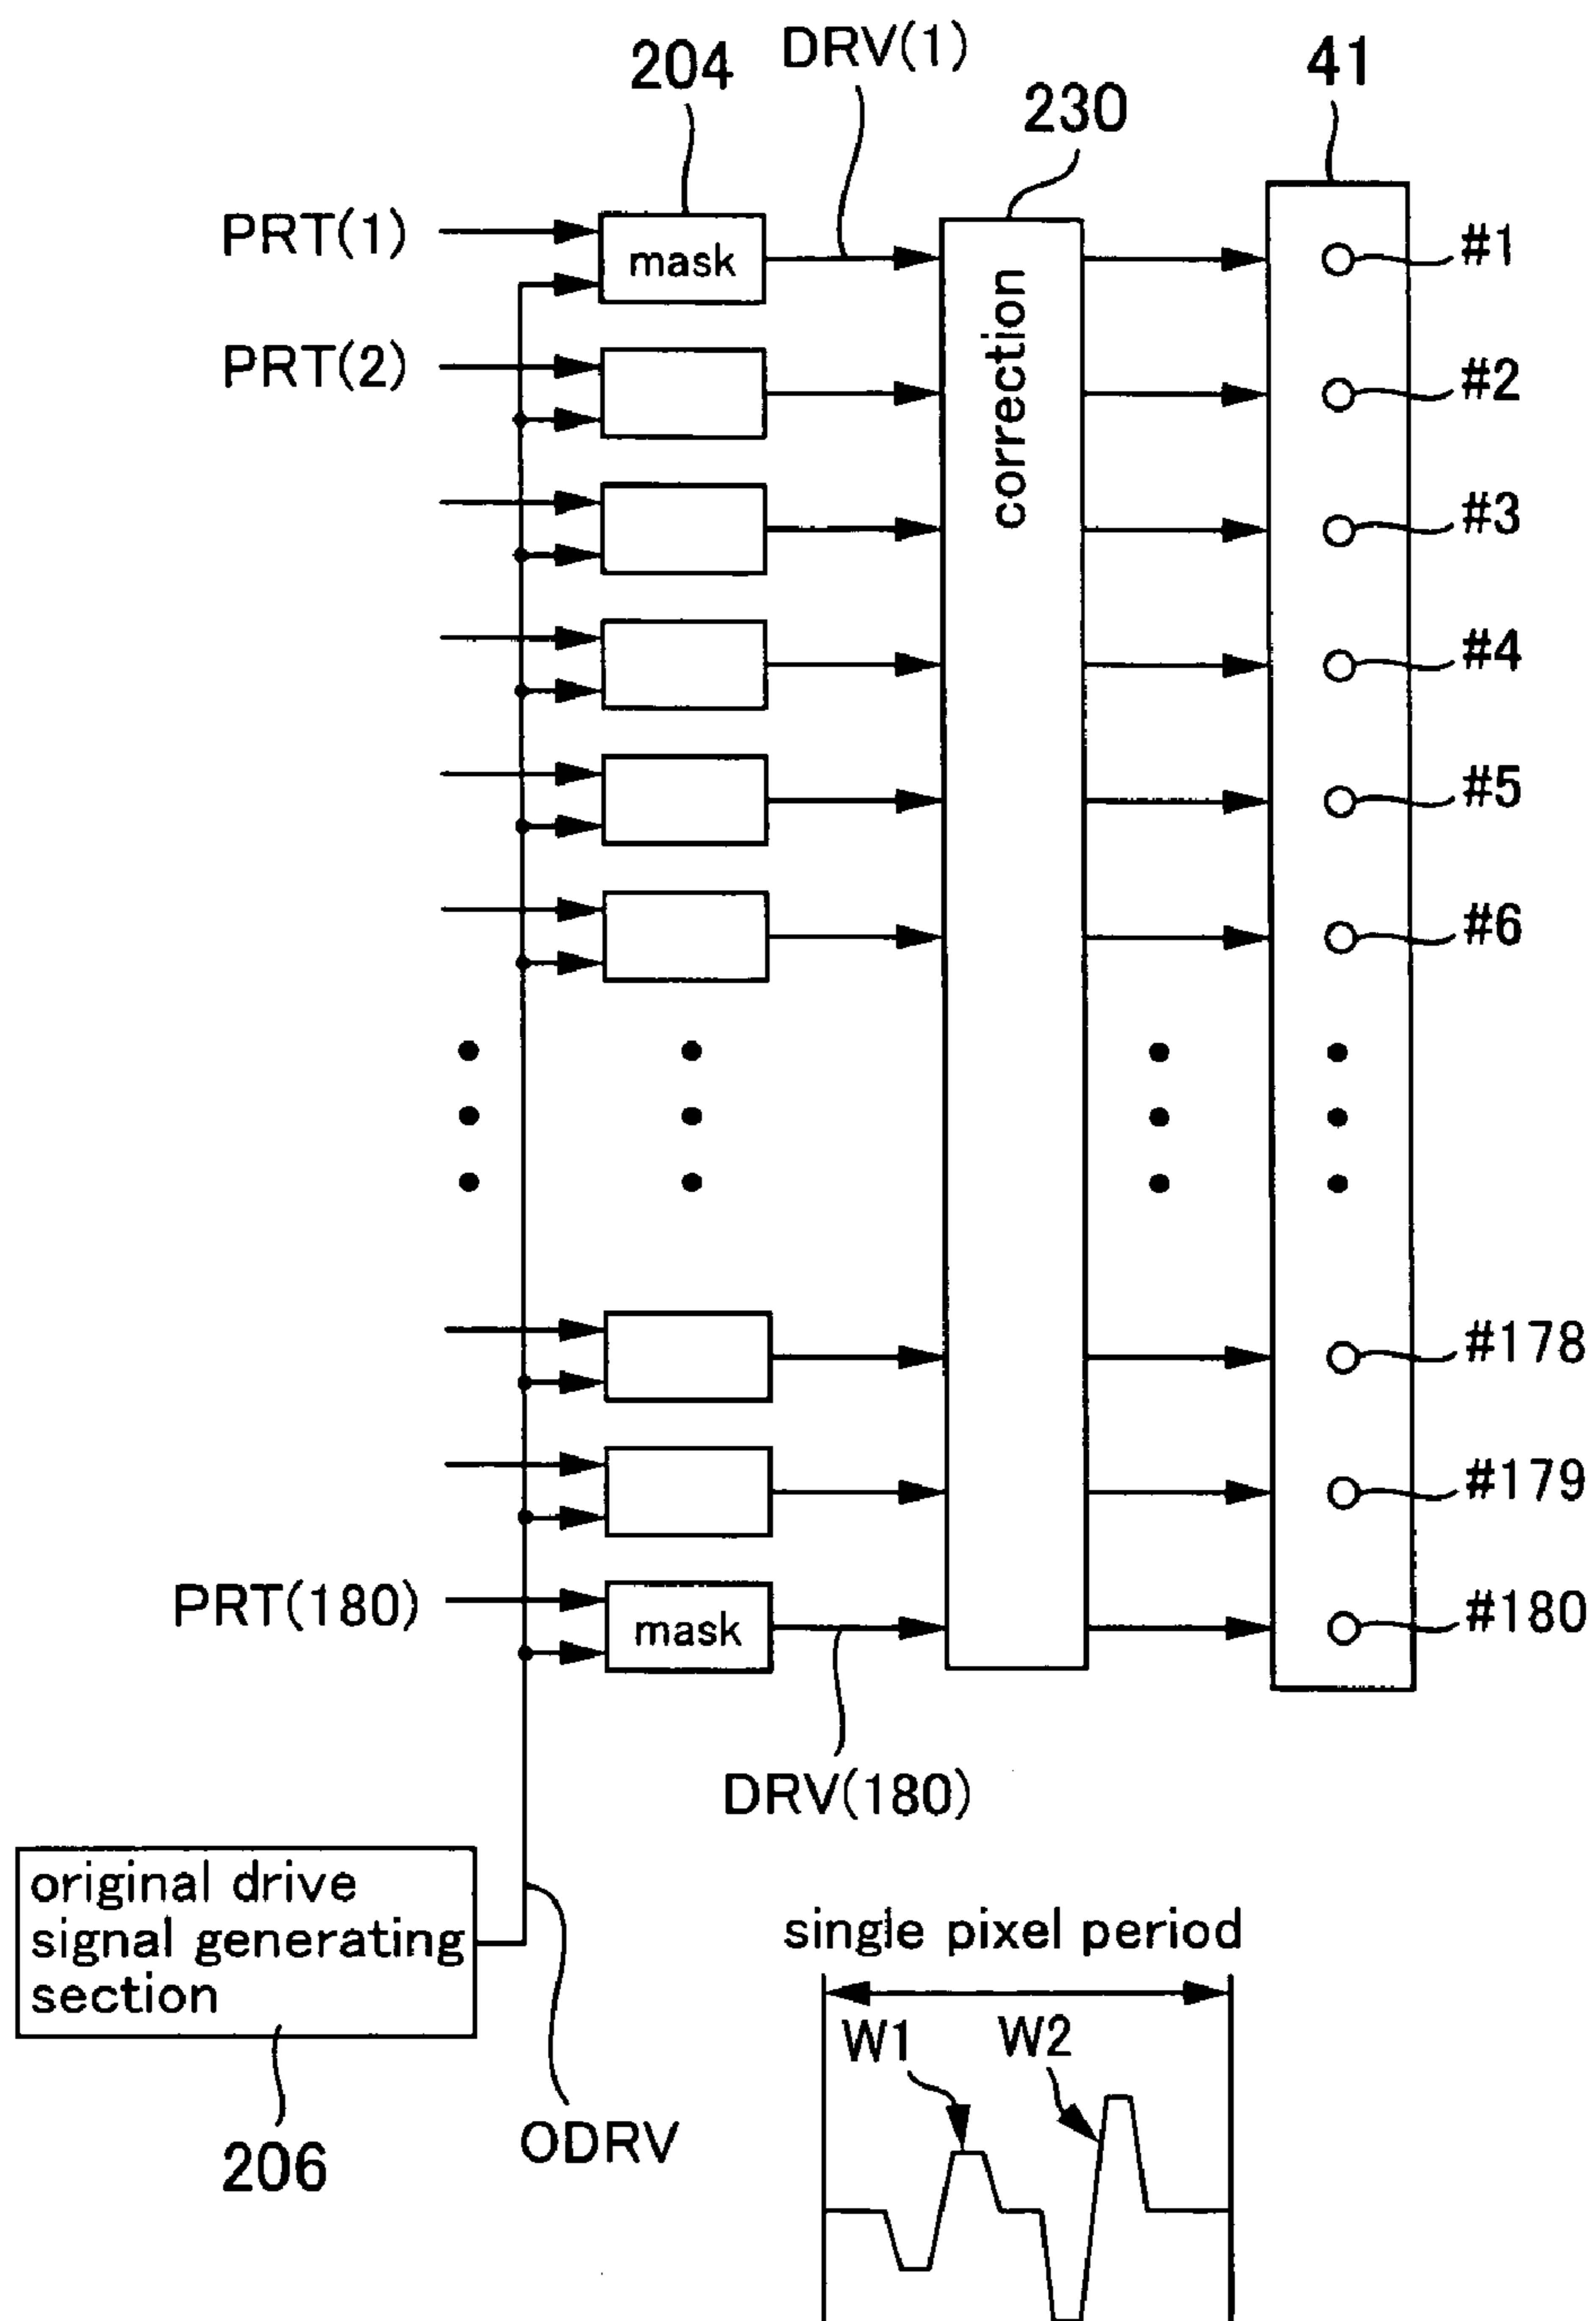 204
DRV(1)
41
230
PRT(1)
mask
#1
PRT(2)
correction
#2
#3
#4
#5
#6
#178
#179
PRT(180)
mask
#180
DRV(180)
original drive
signal generating
section
single pixel period
W1
W2
ODRV
206